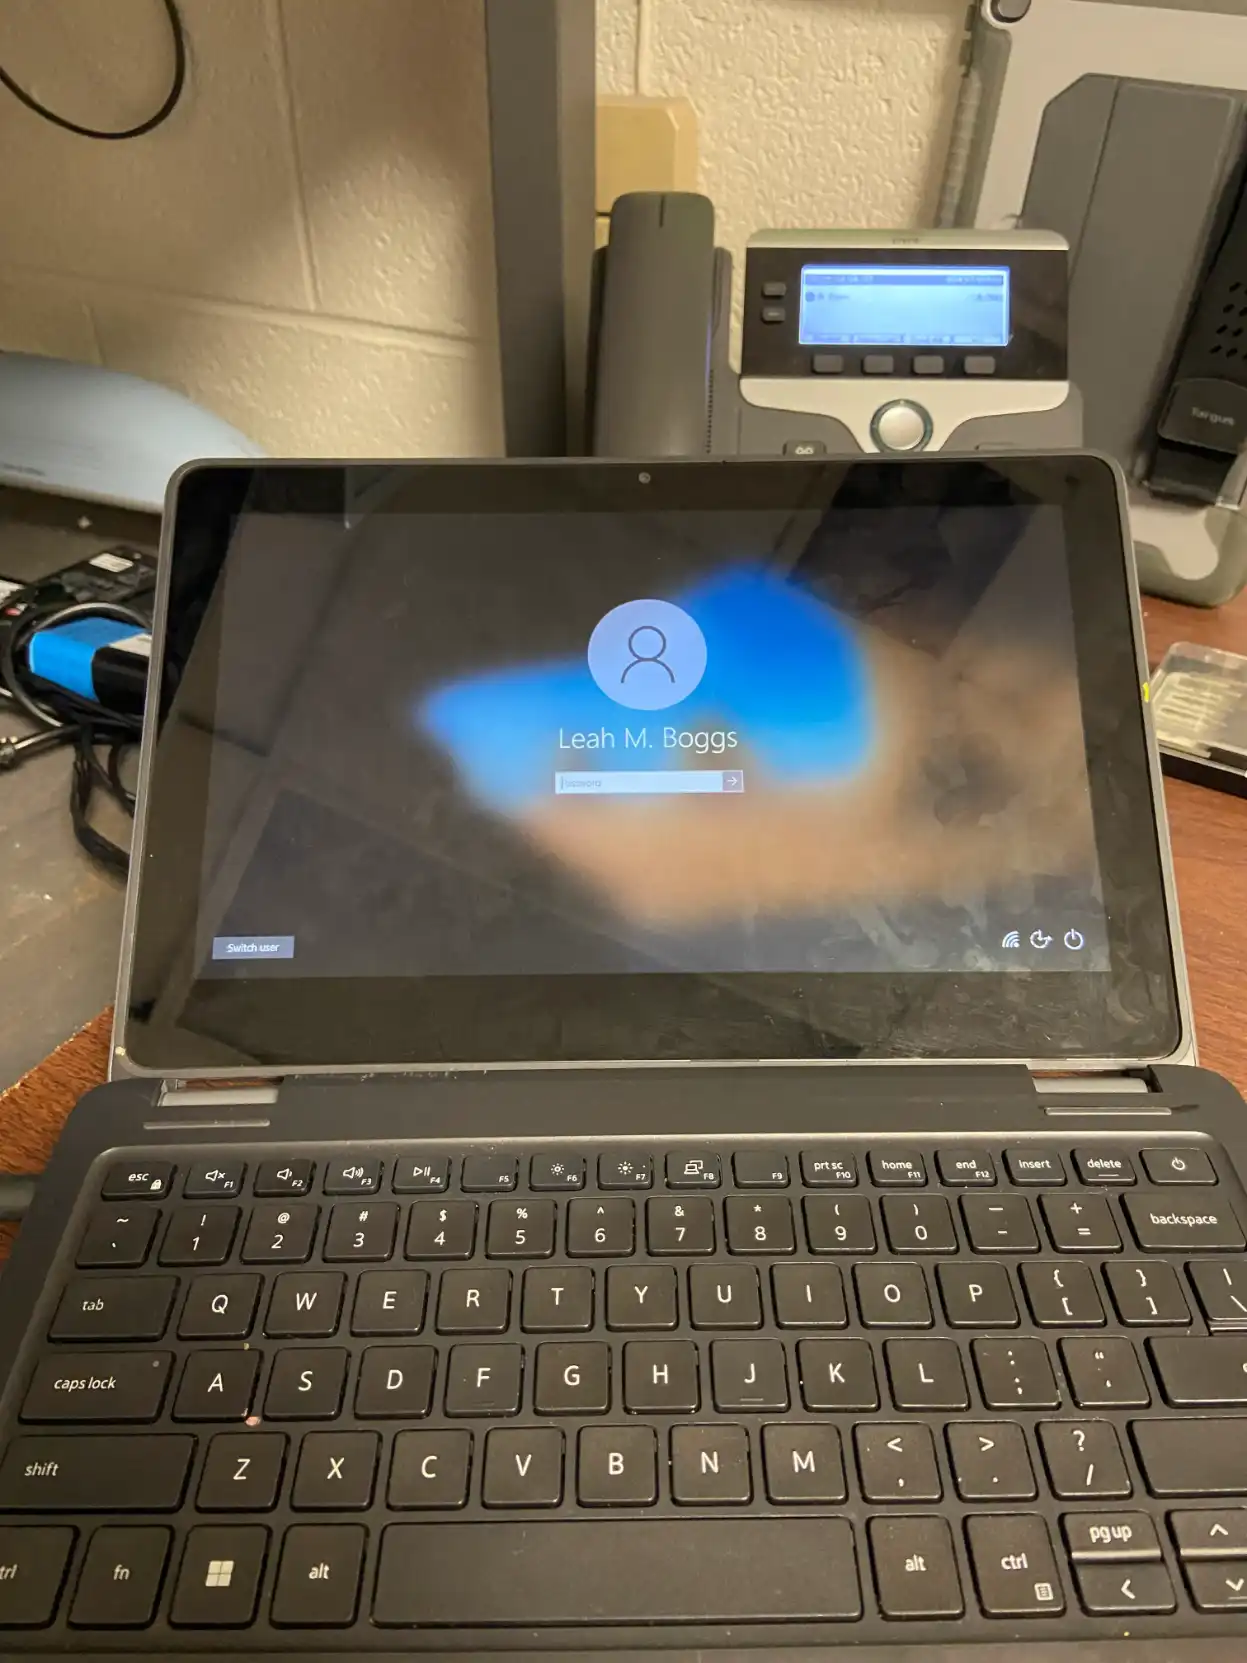 Targus
Leah M. Boggs
Password
Switch user
esc F1 F2 F3 F4 F5 F6 F7 F8 F9 prt sc F10 home F11 end F12 insert delete
~ ` ! 1 @ 2 # 3 $ 4 % 5 ^ 6 & 7 * 8 ( 9 ) 0 — - + = backspace
tab Q W E R T Y U I O P { [ } ] | \
caps lock A S D F G H J K L : ; “ ‘
shift Z X C V B N M < , > . ? /
fn alt alt ctrl pg up